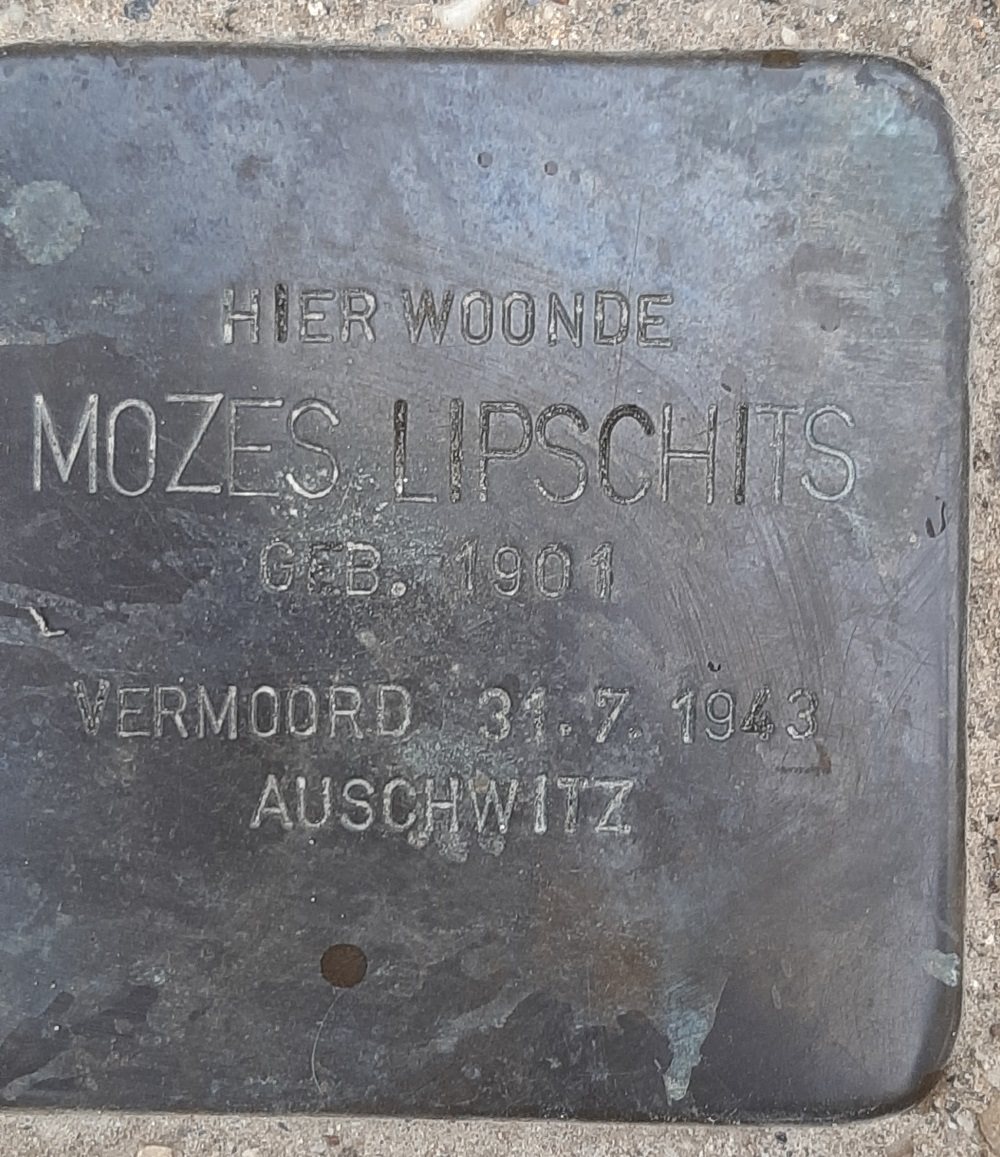 HIER WOONDE
MOZES LIPSCHITS
GEB. 1901
VERMOORD 31.7.1943
AUSCHWITZ